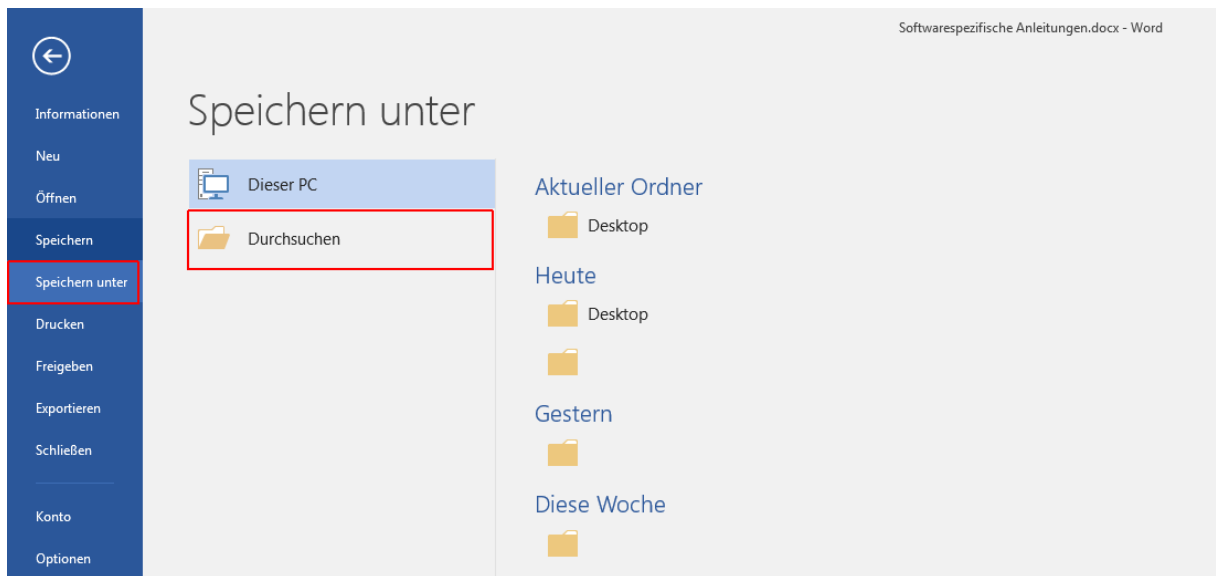 Softwarespezifische Anleitungen.docx - Word
Informationen
Neu
Öffnen
Speichern
Speichern unter
Drucken
Freigeben
Exportieren
Schließen
Konto
Optionen
Speichern unter
Dieser PC
Durchsuchen
Aktueller Ordner
Desktop
Heute
Desktop
Gestern
Diese Woche